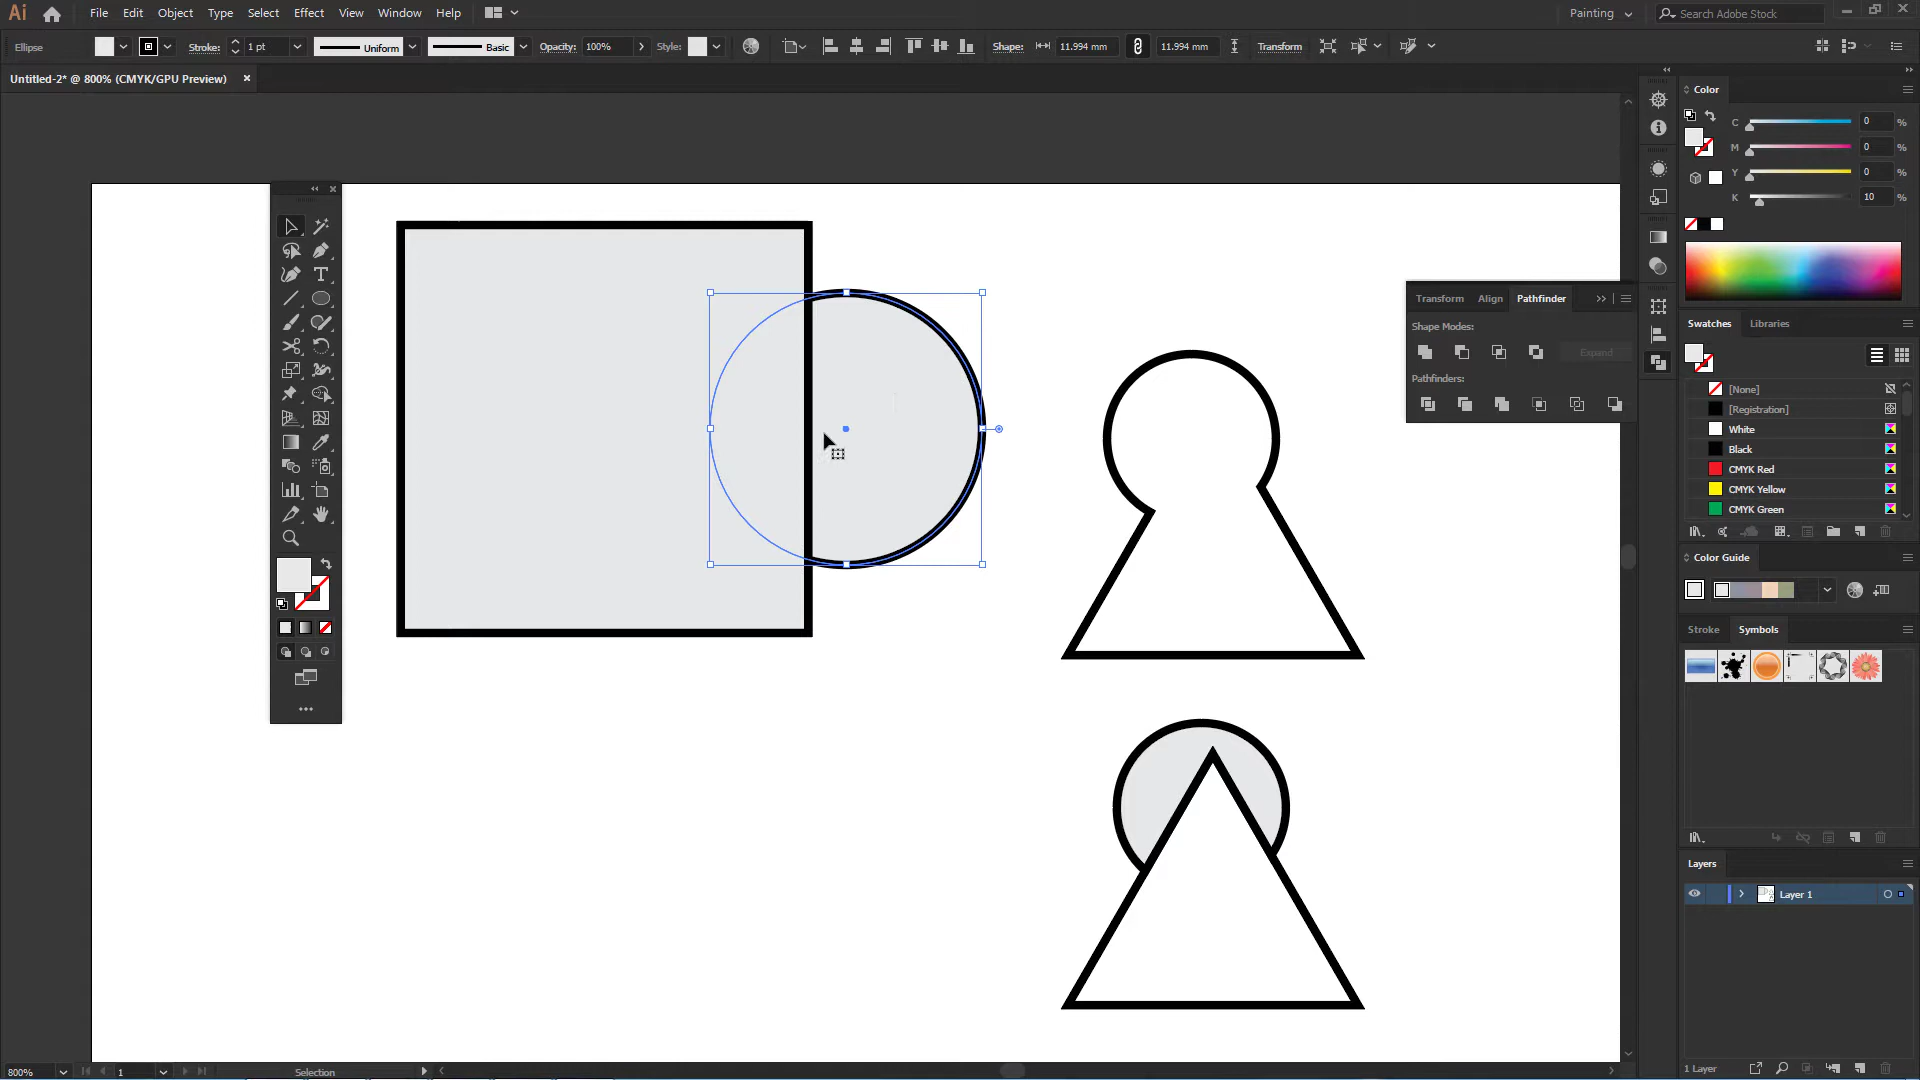 Ai File Edit Object Type Select Effect View Window Help Painting Search Adobe Stock
Ellipse Stroke: 1 pt Uniform Basic Opacity: 100% Style: Shape: 11.994 mm 11.994 mm Transform
Untitled-2* @ 800% (CMYK/GPU Preview) ×
Color
C 0 %
M 0 %
Y 0 %
K 10 %
Transform Align Pathfinder
Shape Modes:
Expand
Pathfinders:
Swatches Libraries
[None]
[Registration]
White
Black
CMYK Red
CMYK Yellow
CMYK Green
Color Guide
Stroke Symbols
Layers
Layer 1
1 Layer
800% 1 Selection